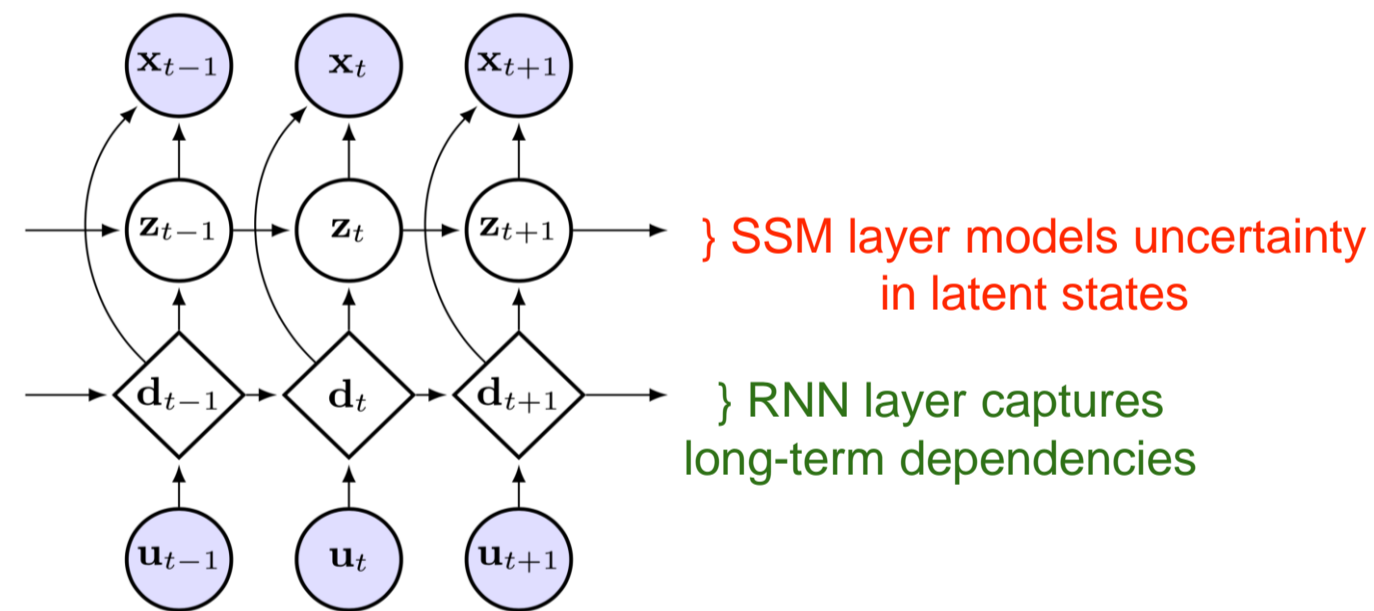 x_{t−1} x_t x_{t+1}
z_{t−1} z_t z_{t+1}
} SSM layer models uncertainty
in latent states
d_{t−1} d_t d_{t+1}
} RNN layer captures
long-term dependencies
u_{t−1} u_t u_{t+1}